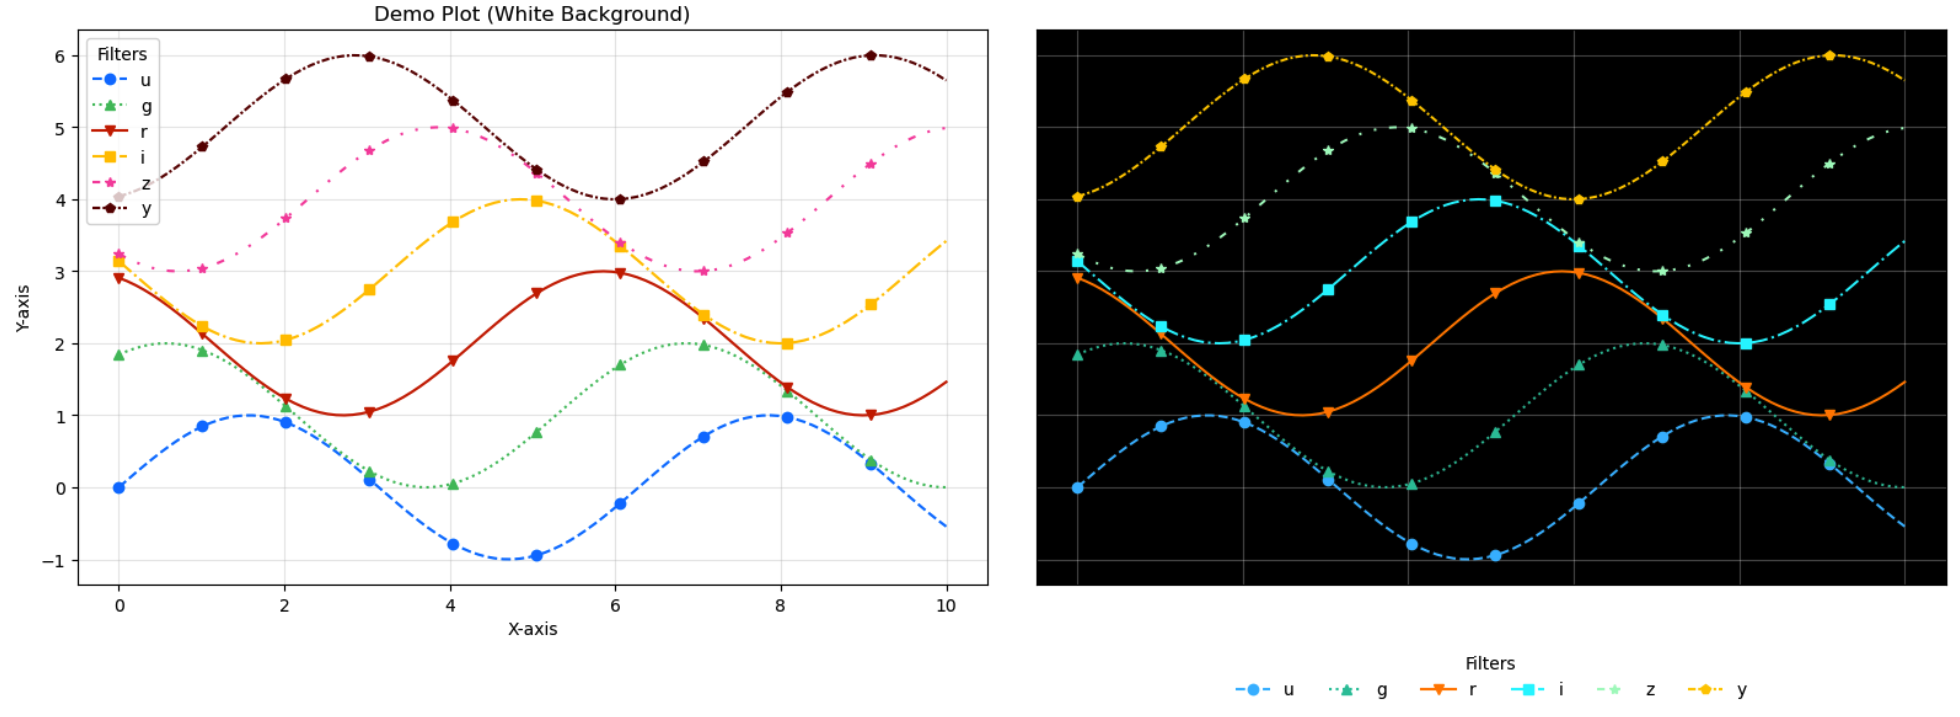 Demo Plot (White Background)
Filters
u
g
r
i
z
y
6
5
4
3
2
1
0
−1
Y-axis
0 2 4 6 8 10
X-axis
Filters
u g r i z y